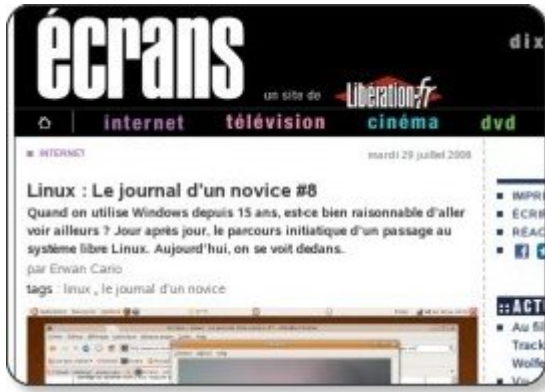 écrans
dix
un site de Libération.fr
internet télévision cinéma dvd
INTERNET
mardi 29 juillet 2008
Linux : Le journal d'un novice #8
Quand on utilise Windows depuis 15 ans, est-ce bien raisonnable d'aller
voir ailleurs ? Jour après jour, le parcours initiatique d'un passage au
système libre Linux. Aujourd'hui, on se voit dedans.
par Erwan Cario
tags : linux , le journal d'un novice
IMPR
ÉCRIR
RÉAC
:: ACT
Au fil
Track
Wolfe